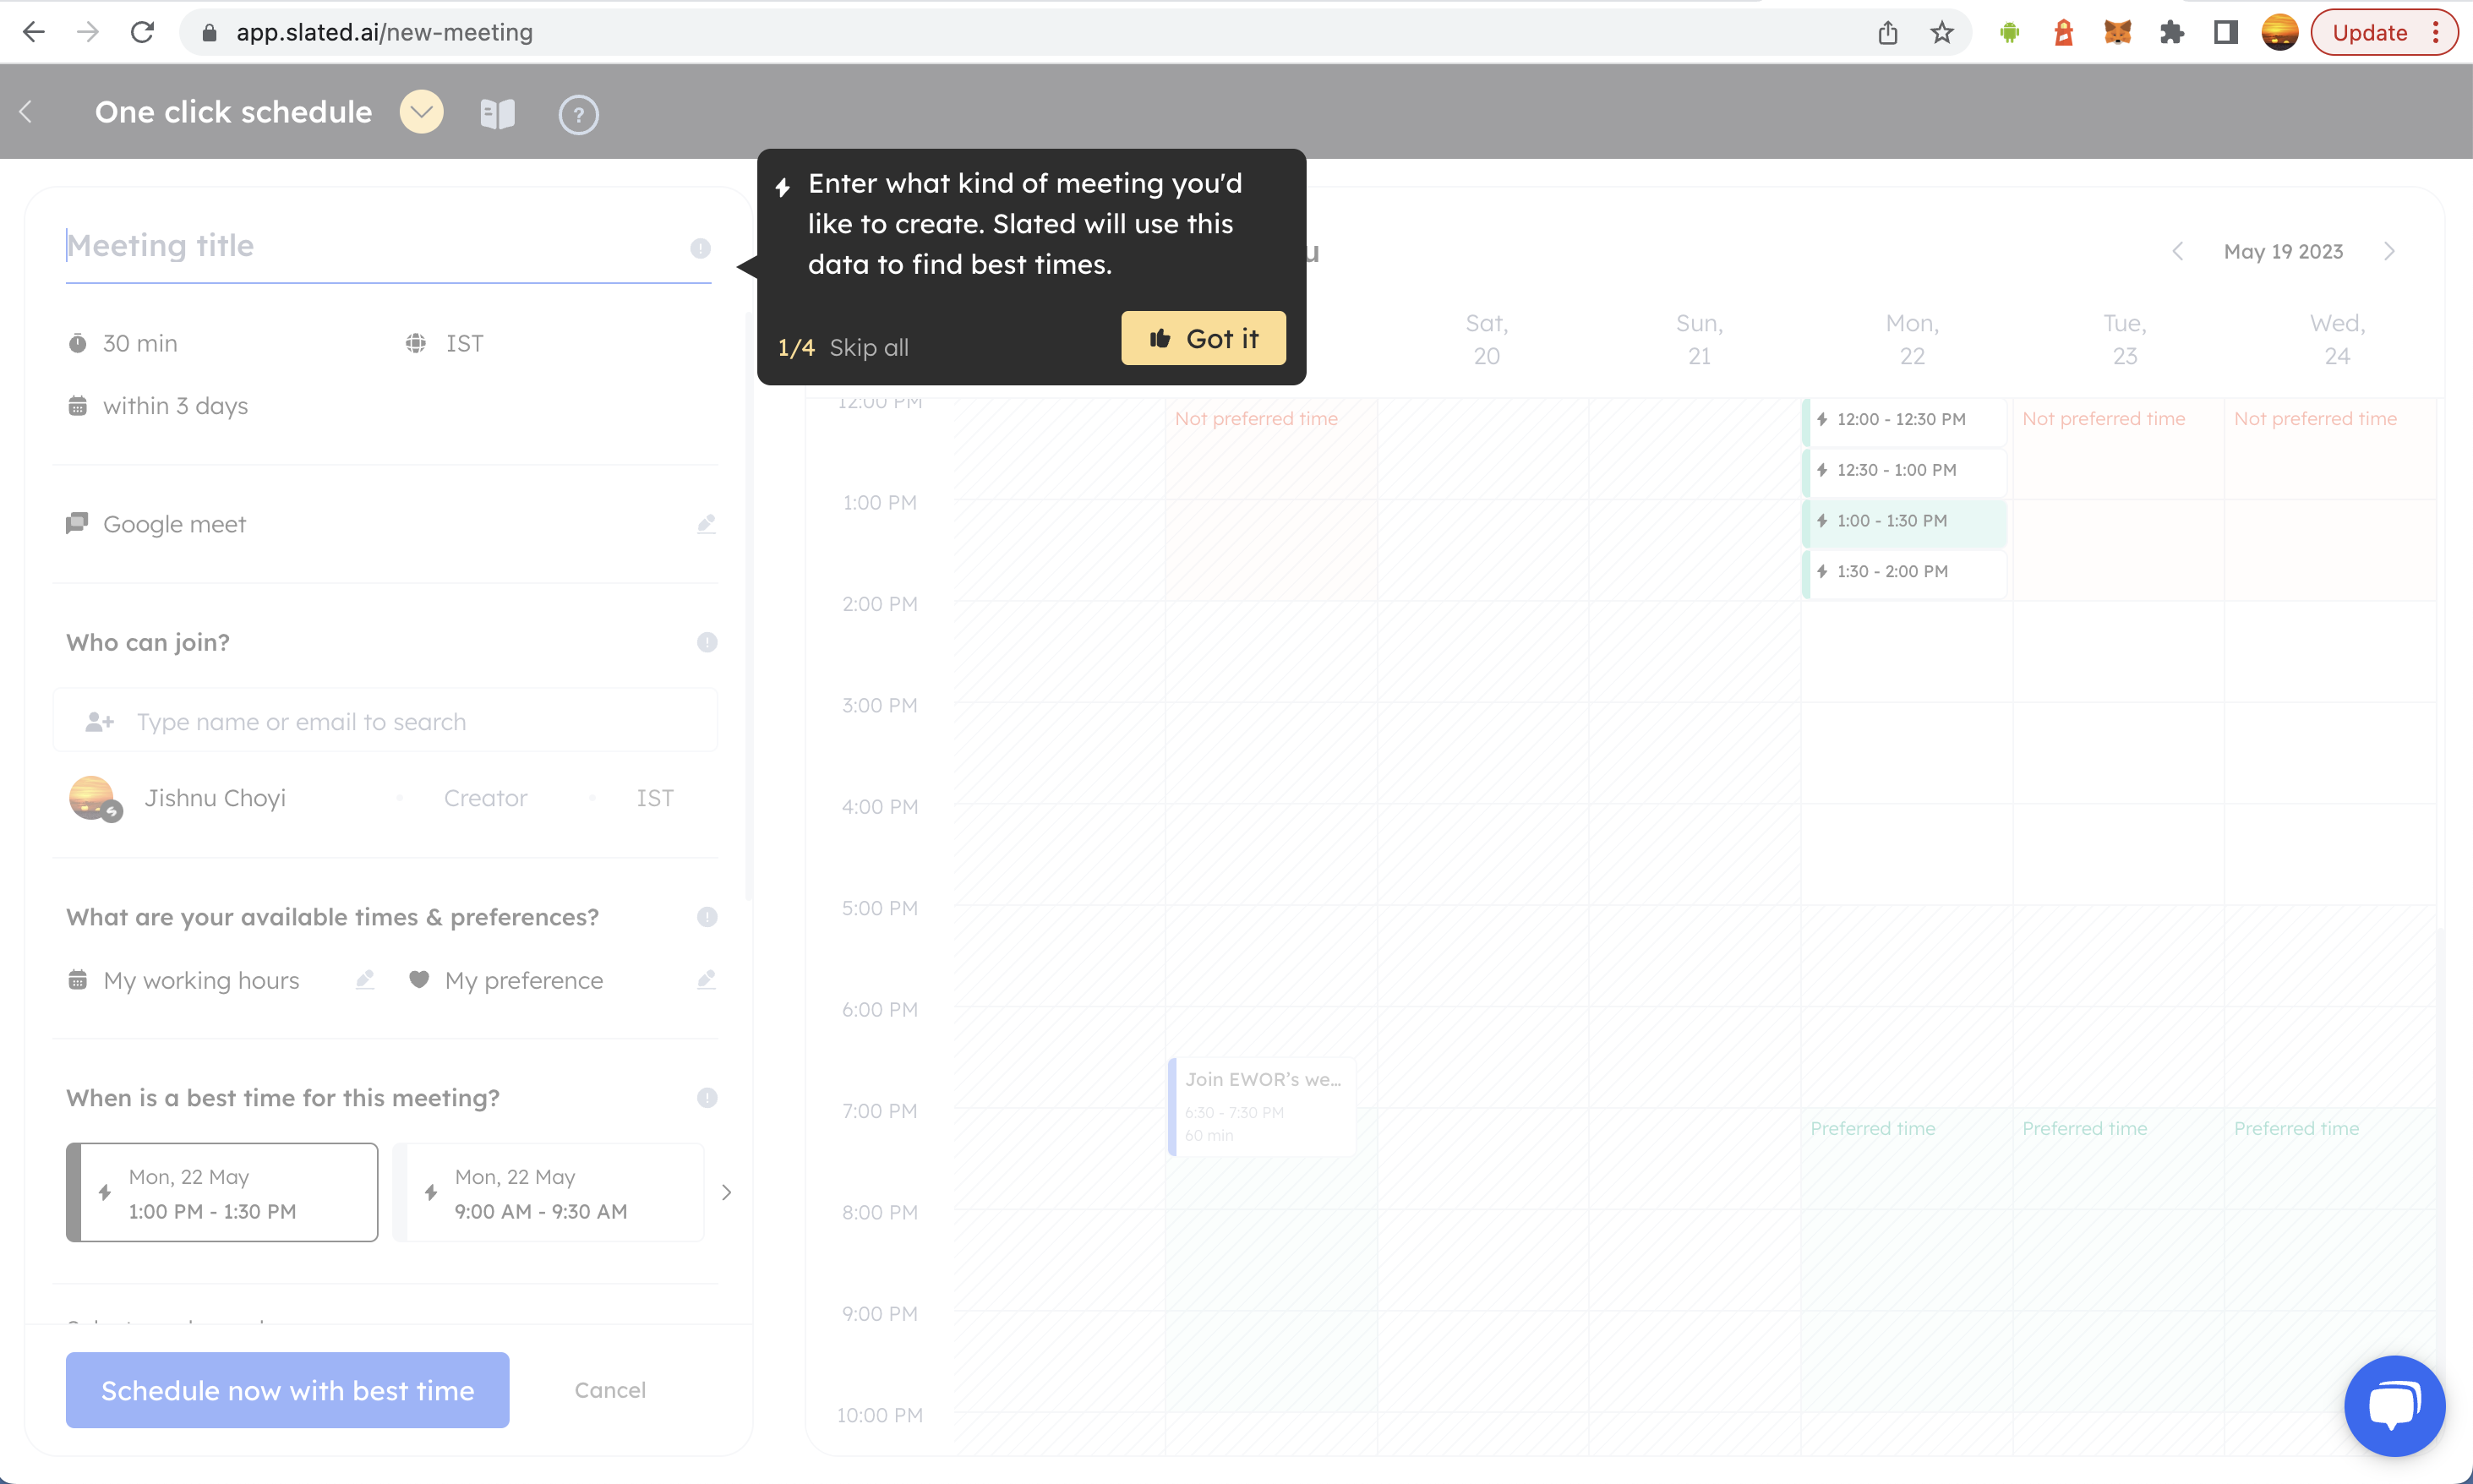 app.slated.ai/new-meeting
Update
One click schedule
?
Enter what kind of meeting you'd
like to create. Slated will use this
data to find best times.
1/4 Skip all
Got it
Meeting title
30 min
IST
within 3 days
Google meet
Who can join?
Type name or email to search
Jishnu Choyi
Creator
IST
What are your available times & preferences?
My working hours
My preference
When is a best time for this meeting?
Mon, 22 May
1:00 PM - 1:30 PM
Mon, 22 May
9:00 AM - 9:30 AM
Schedule now with best time
Cancel
May 19 2023
Sat,
20
Sun,
21
Mon,
22
Tue,
23
Wed,
24
12:00 PM
1:00 PM
2:00 PM
3:00 PM
4:00 PM
5:00 PM
6:00 PM
7:00 PM
8:00 PM
9:00 PM
10:00 PM
Not preferred time
12:00 - 12:30 PM
12:30 - 1:00 PM
1:00 - 1:30 PM
1:30 - 2:00 PM
Not preferred time
Not preferred time
Join EWOR's we...
6:30 - 7:30 PM
60 min
Preferred time
Preferred time
Preferred time